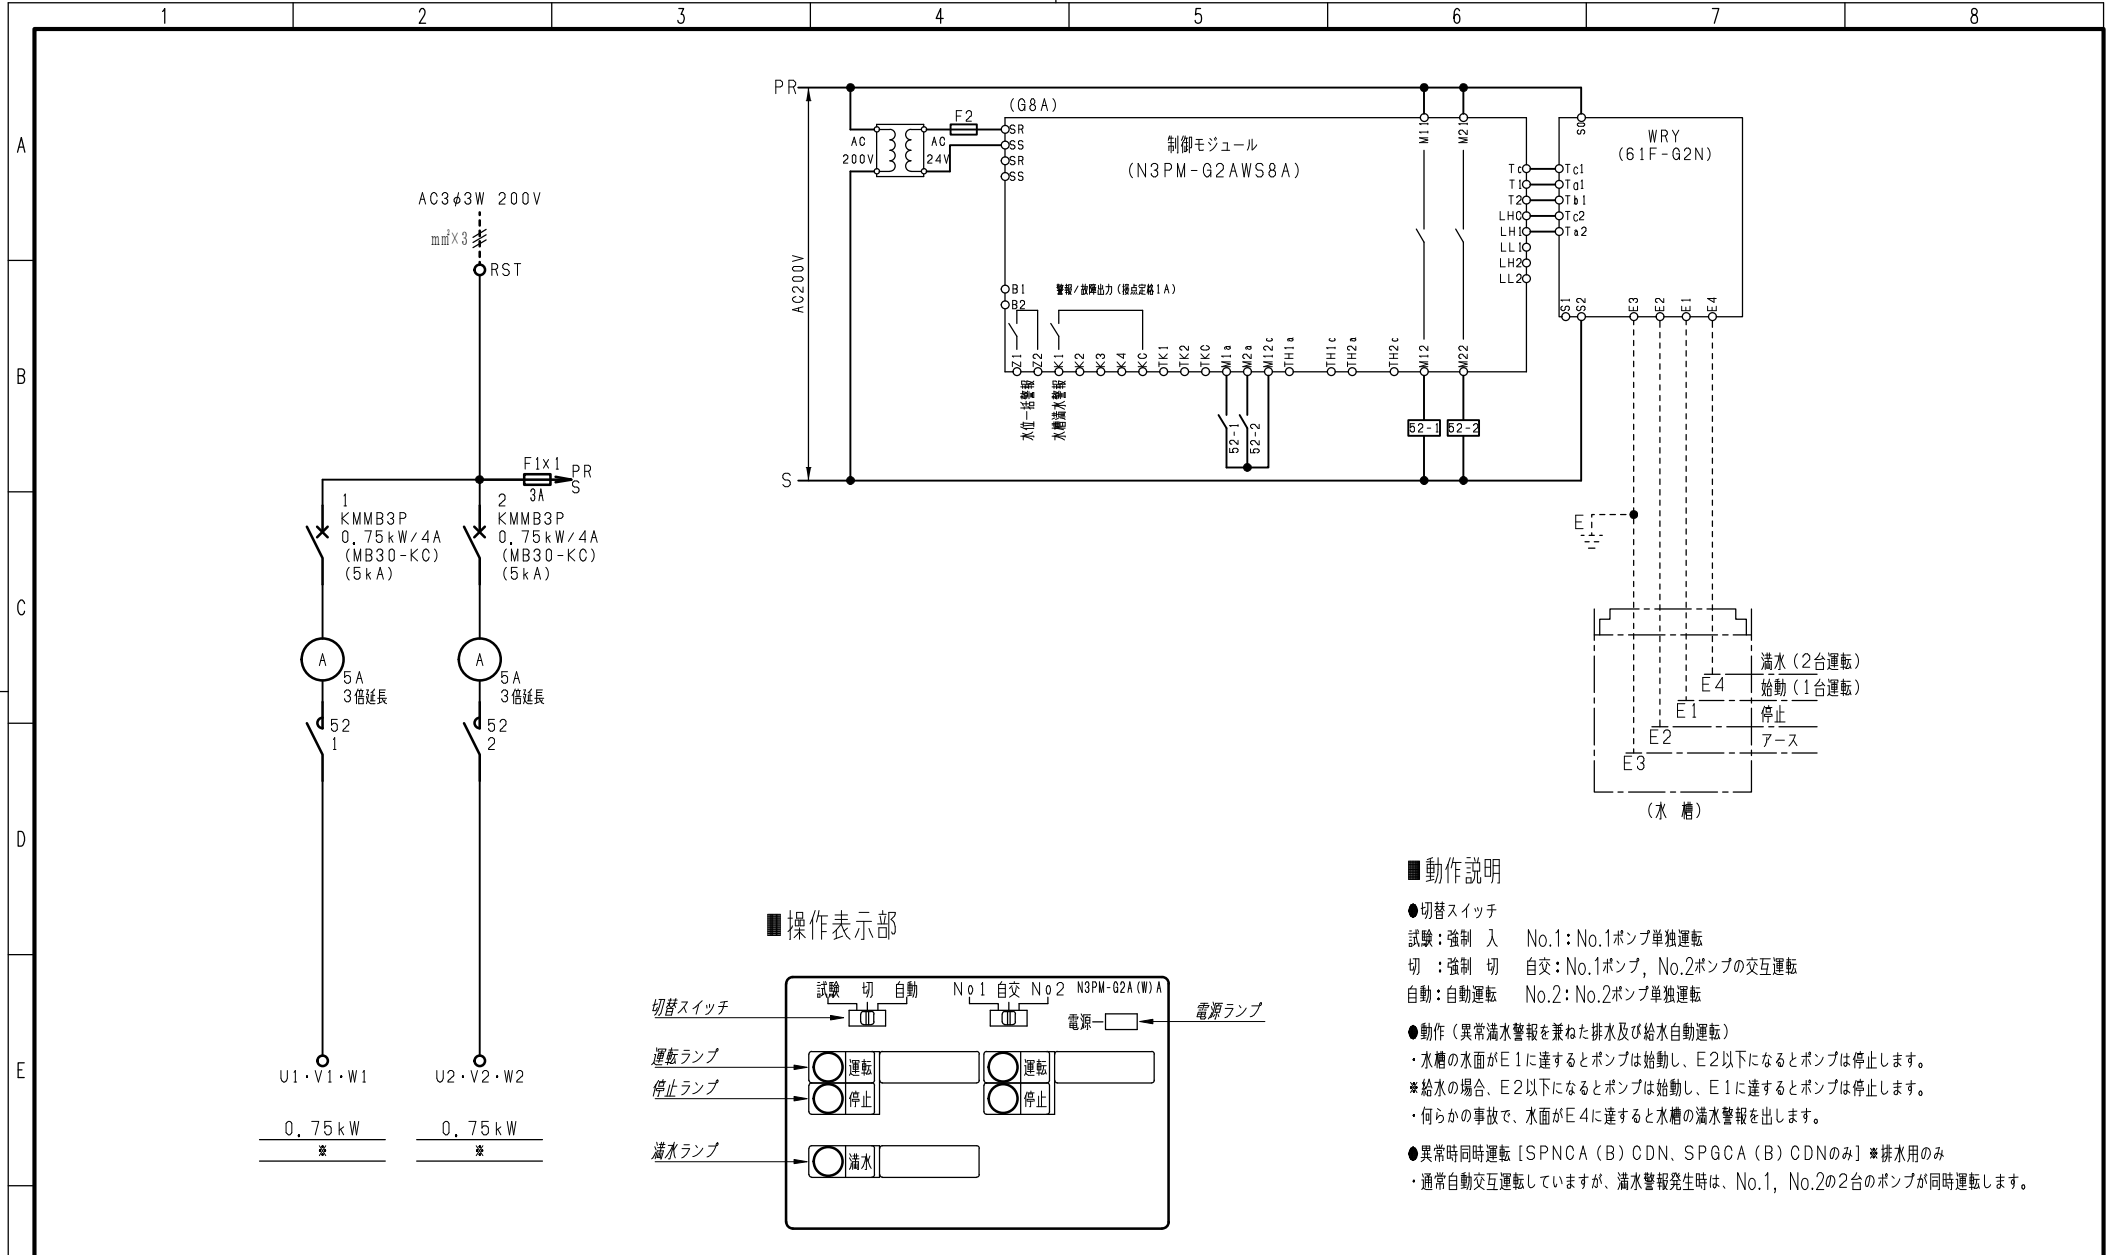 1 2 3 4 5 6 7 8
A
B
C
D
E
AC3φ3W 200V
mm²×3
RST
F1x1
PR
S
3A
1
KMMB3P
0.75kW/4A
(MB30-KC)
(5kA)
2
KMMB3P
0.75kW/4A
(MB30-KC)
(5kA)
A
5A
3倍延長
A
5A
3倍延長
52
1
52
2
U1・V1・W1
U2・V2・W2
0.75kW
※
0.75kW
※
PR
AC200V
S
AC
200V
AC
24V
F2
(G8A)
SR
SS
SR
SS
制御モジュール
(N3PM-G2AWS8A)
M11
M21
Tc
T1
T2
LHC
LH1
LL1
LH2
LL2
B1
B2
警報/故障出力(接点定格1A)
Z1 Z2 K1 K2 K3 K4 KC TK1 TK2 TKC M1a M2a M12c TH1a TH1c TH2a TH2c M12 M22
水位一括警報
水槽満水警報
52-1
52-2
52-1
52-2
S0
WRY
(61F-G2N)
Tc1
Ta1
Tb1
Tc2
Ta2
S1 S2 E3 E2 E1 E4
E
E4 満水(2台運転)
E1 始動(1台運転)
E2 停止
E3 アース
(水 槽)
■操作表示部
試験 切 自動
No1 自交 No2
N3PM-G2A(W)A
切替スイッチ
電源
電源ランプ
運転ランプ
運転
運転
停止ランプ
停止
停止
満水ランプ
満水
■動作説明
●切替スイッチ
試験:強制 入 No.1:No.1ポンプ単独運転
切 :強制 切 自交:No.1ポンプ, No.2ポンプの交互運転
自動:自動運転 No.2:No.2ポンプ単独運転
●動作(異常満水警報を兼ねた排水及び給水自動運転)
・水槽の水面がE1に達するとポンプは始動し、E2以下になるとポンプは停止します。
※給水の場合、E2以下になるとポンプは始動し、E1に達するとポンプは停止します。
・何らかの事故で、水面がE4に達すると水槽の満水警報を出します。
●異常時同時運転[SPNCA(B)CDN、SPGCA(B)CDNのみ]※排水用のみ
・通常自動交互運転していますが、満水警報発生時は、No.1, No.2の2台のポンプが同時運転します。